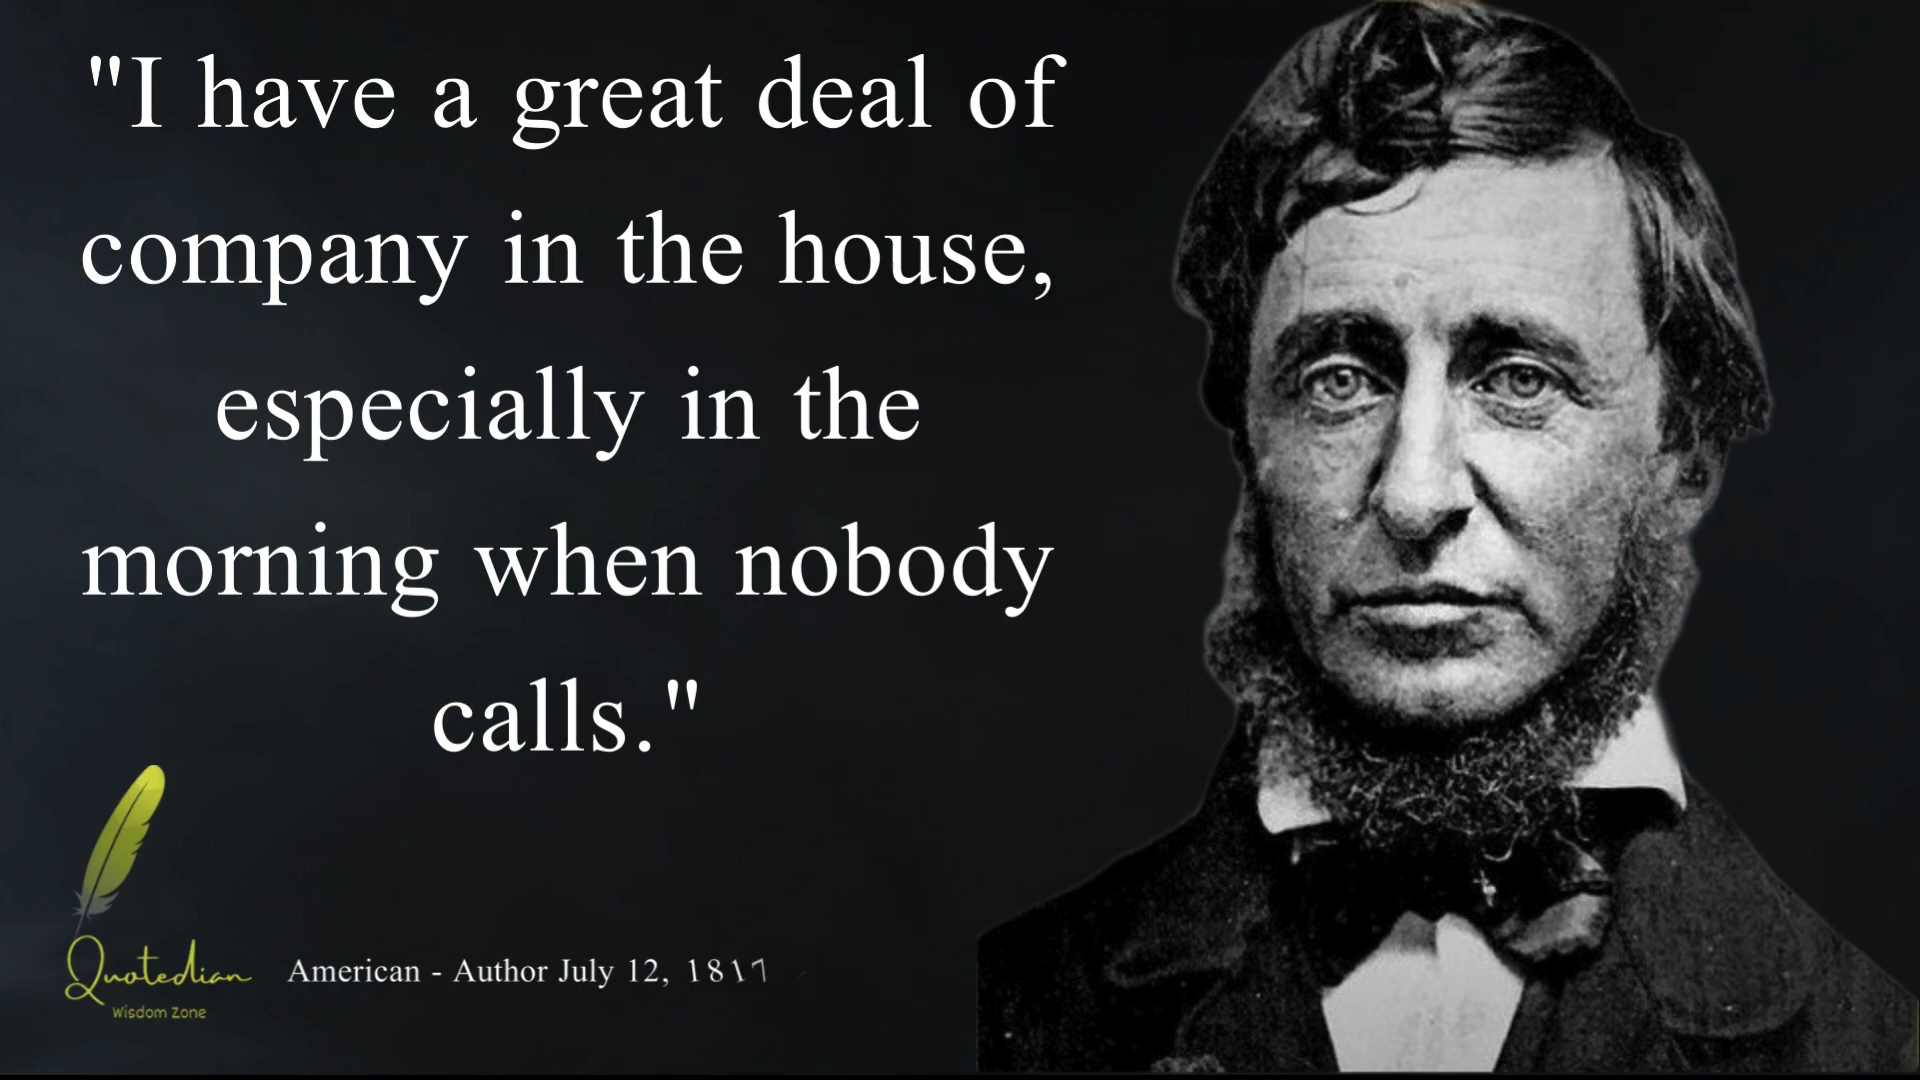 "I have a great deal of
company in the house,
especially in the
morning when nobody
calls."
Quotedian
Wisdom Zone
American - Author July 12, 1817